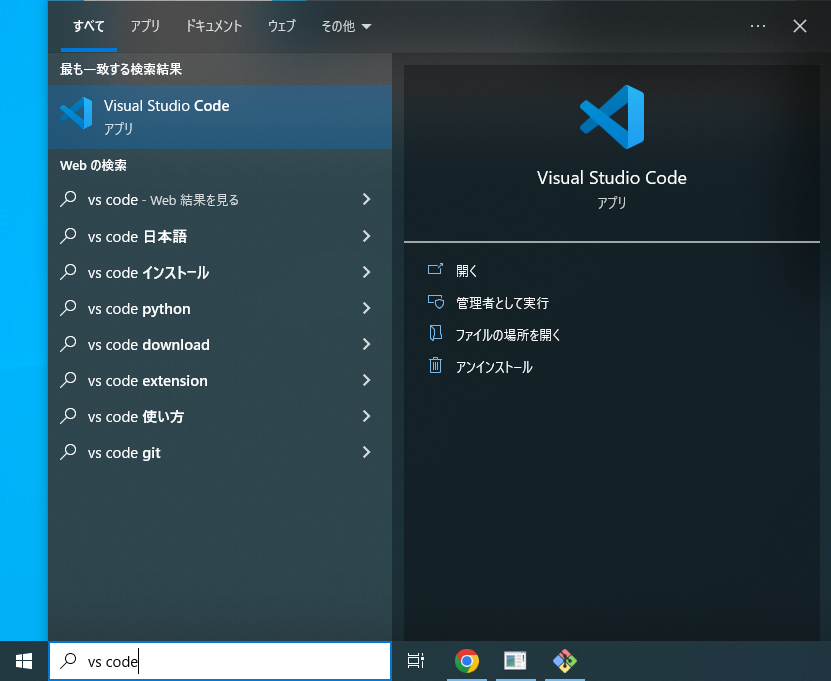 すべて アプリ ドキュメント ウェブ その他
最も一致する検索結果
Visual Studio Code
アプリ
Web の検索
vs code - Web 結果を見る
vs code 日本語
vs code インストール
vs code python
vs code download
vs code extension
vs code 使い方
vs code git
Visual Studio Code
アプリ
開く
管理者として実行
ファイルの場所を開く
アンインストール
vs code